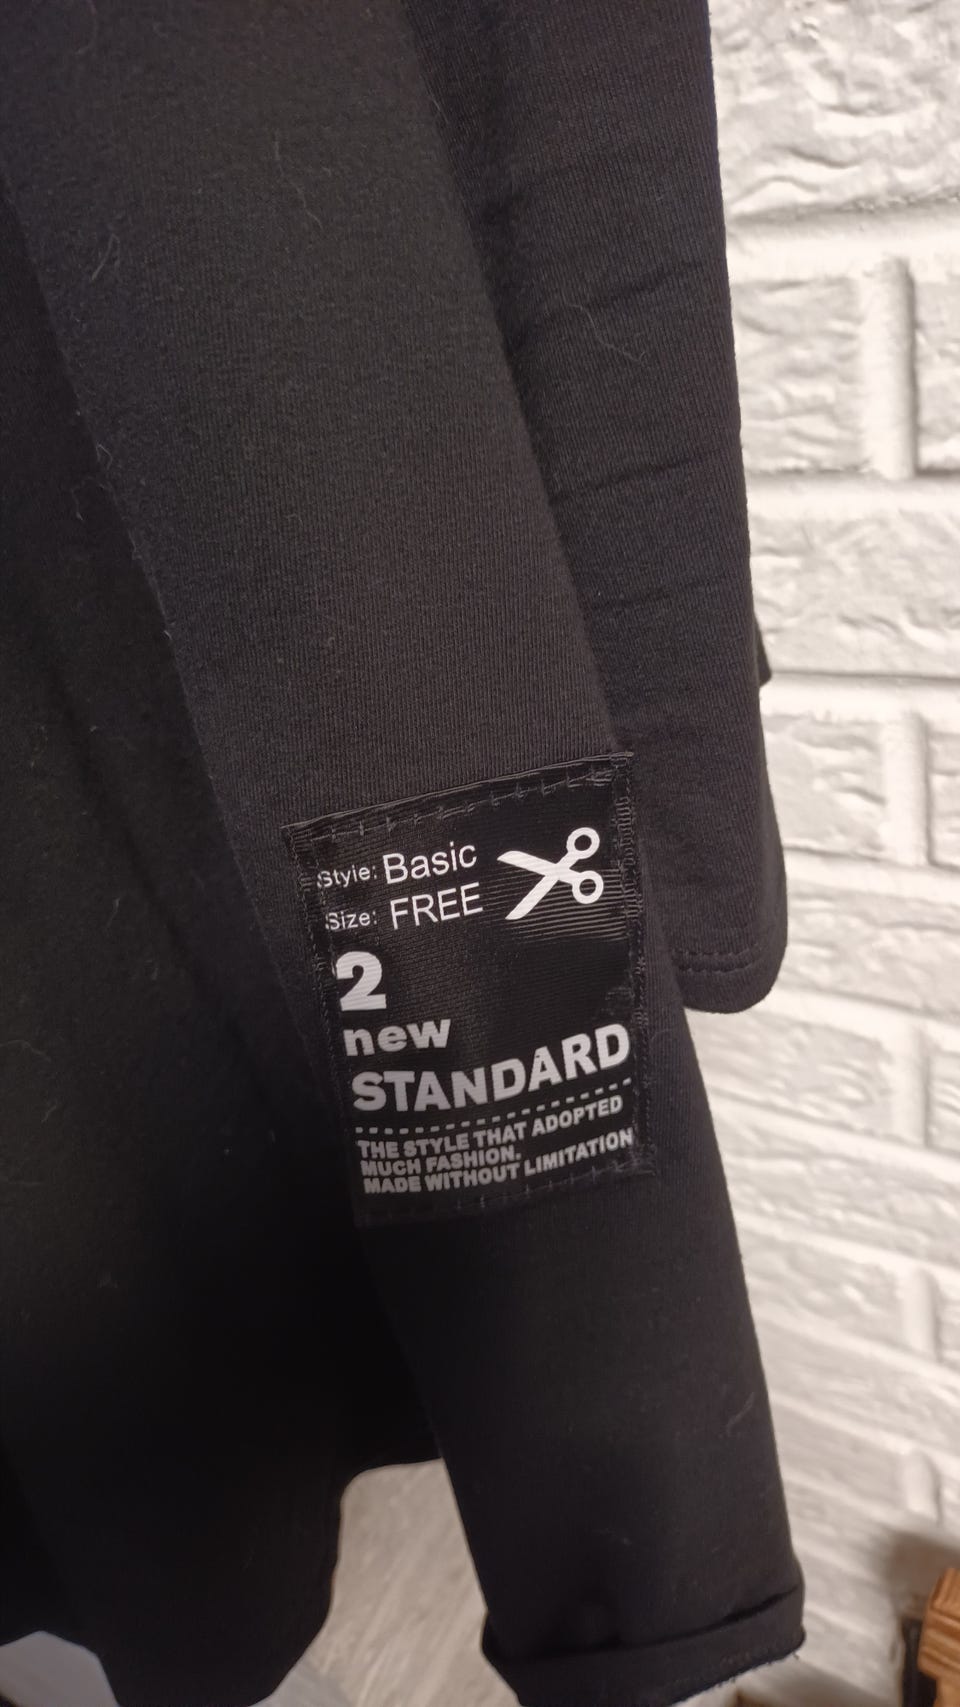 Style: Basic
Size: FREE
2
new
STANDARD
THE STYLE THAT ADOPTED
MUCH FASHION.
MADE WITHOUT LIMITATION